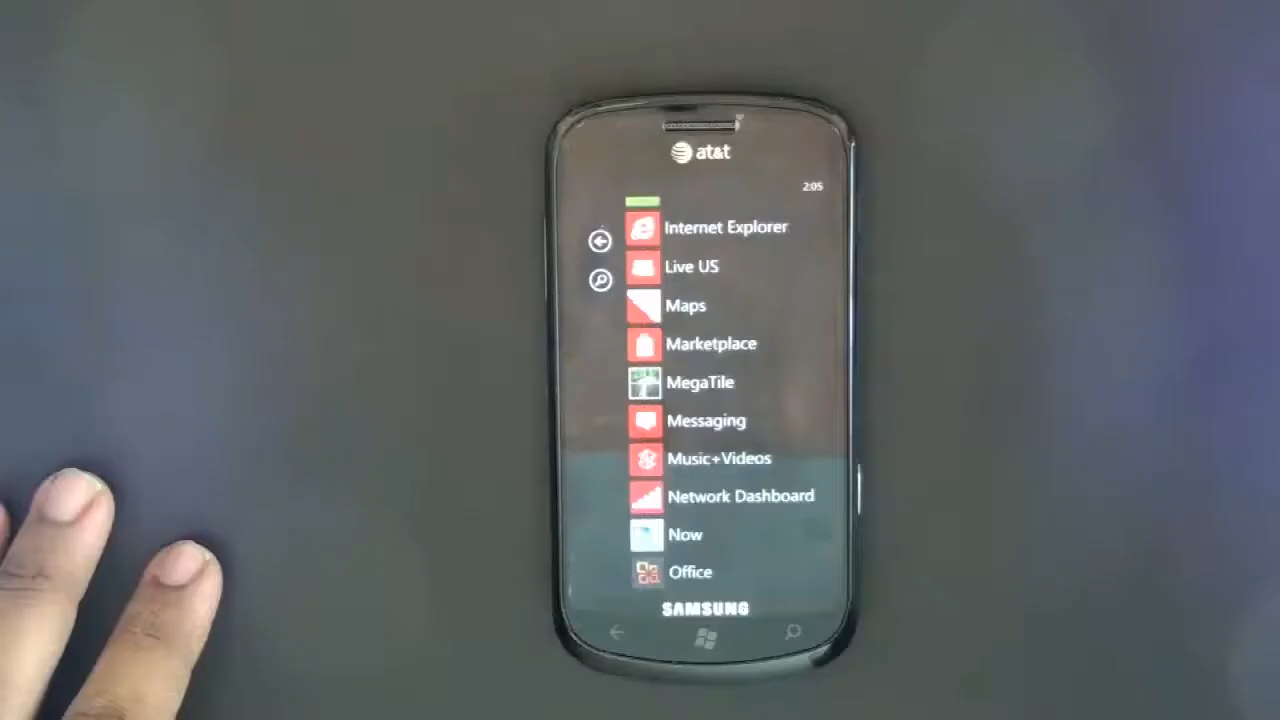 at&t
2:05
Internet Explorer
Live US
Maps
Marketplace
MegaTile
Messaging
Music+Videos
Network Dashboard
Now
Office
SAMSUNG